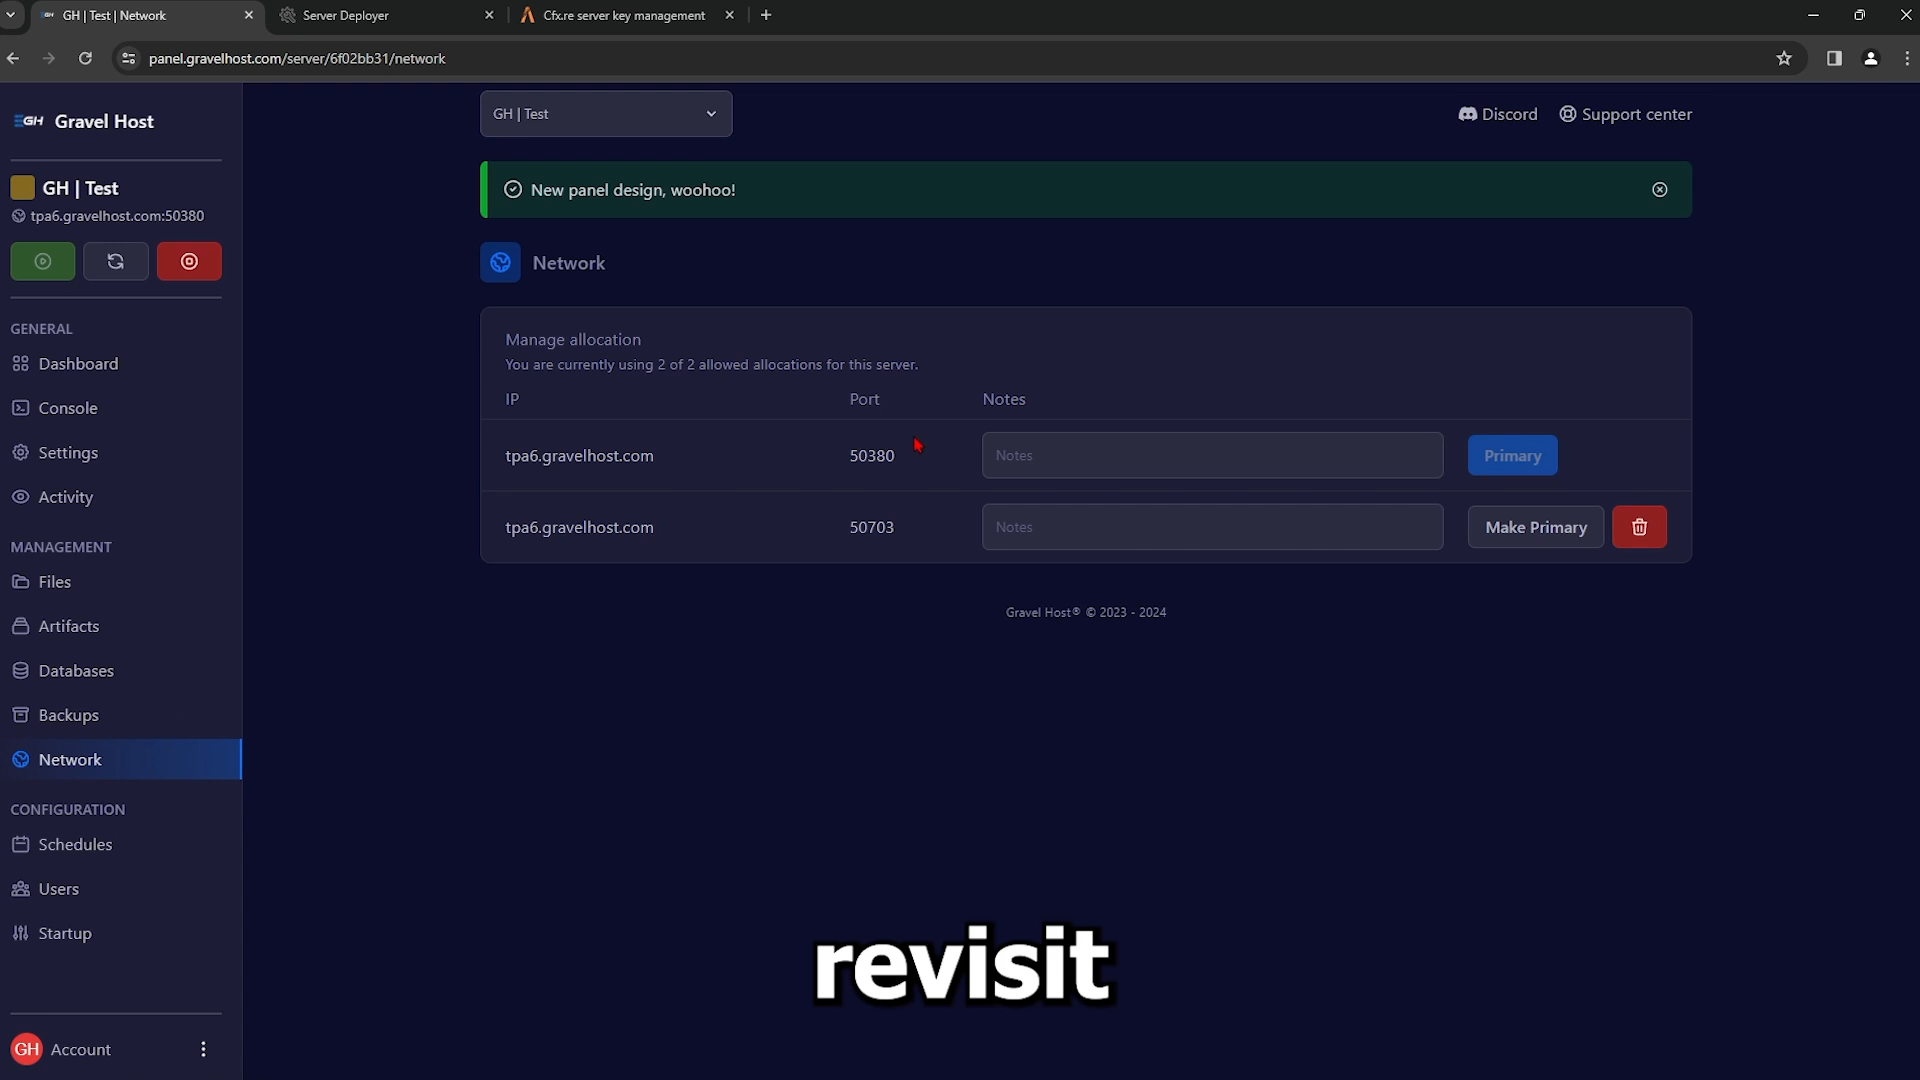 GH | Test | Network
Server Deployer
Cfx.re server key management
panel.gravelhost.com/server/6f02bb31/network
GH Gravel Host
GH | Test
tpa6.gravelhost.com:50380
GENERAL
Dashboard
Console
Settings
Activity
MANAGEMENT
Files
Artifacts
Databases
Backups
Network
CONFIGURATION
Schedules
Users
Startup
GH Account
GH | Test
Discord Support center
New panel design, woohoo!
Network
Manage allocation
You are currently using 2 of 2 allowed allocations for this server.
IP Port Notes
tpa6.gravelhost.com 50380 Notes Primary
tpa6.gravelhost.com 50703 Notes Make Primary
Gravel Host® © 2023 - 2024
revisit